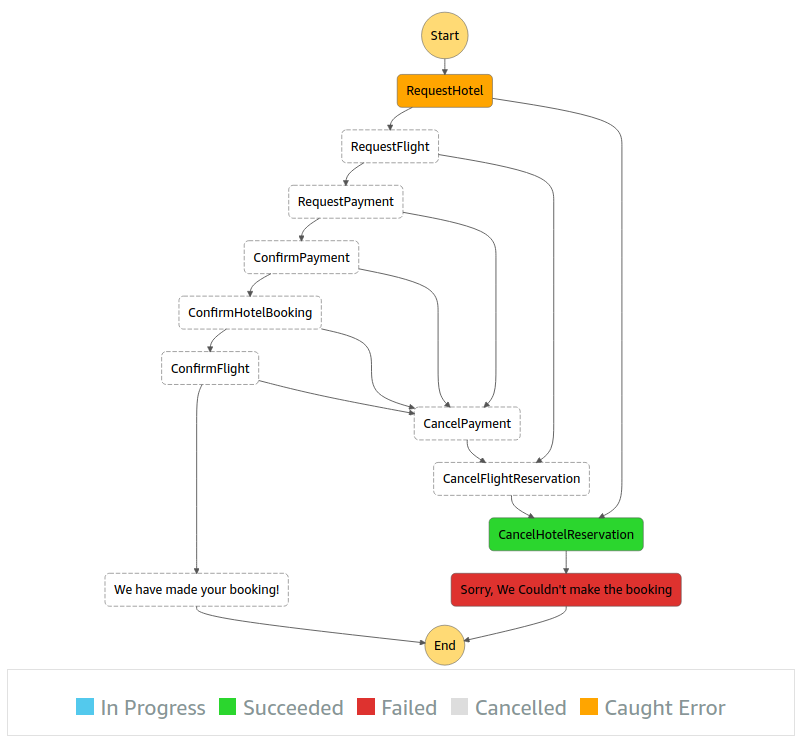 Start
RequestHotel
RequestFlight
RequestPayment
ConfirmPayment
ConfirmHotelBooking
ConfirmFlight
CancelPayment
CancelFlightReservation
CancelHotelReservation
We have made your booking!
Sorry, We Couldn't make the booking
End
In Progress
Succeeded
Failed
Cancelled
Caught Error